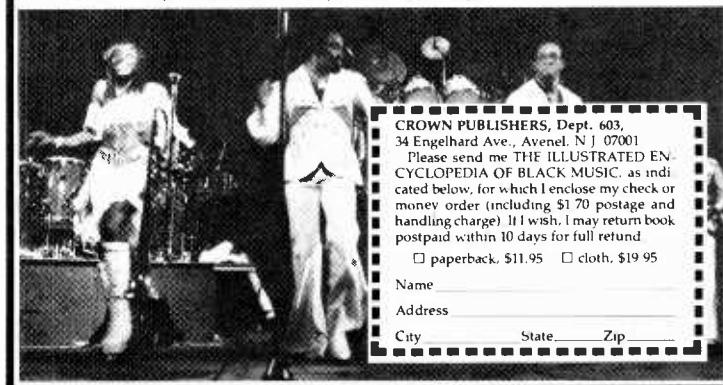 CROWN PUBLISHERS, Dept. 603,
34 Engelhard Ave., Avenel, N J 07001
Please send me THE ILLUSTRATED EN-
CYCLOPEDIA OF BLACK MUSIC, as indi
cated below, for which I enclose my check or
money order (including $1 70 postage and
handling charge) If I wish, I may return book
postpaid within 10 days for full refund
☐ paperback, $11.95 ☐ cloth, $19 95
Name
Address
City State Zip